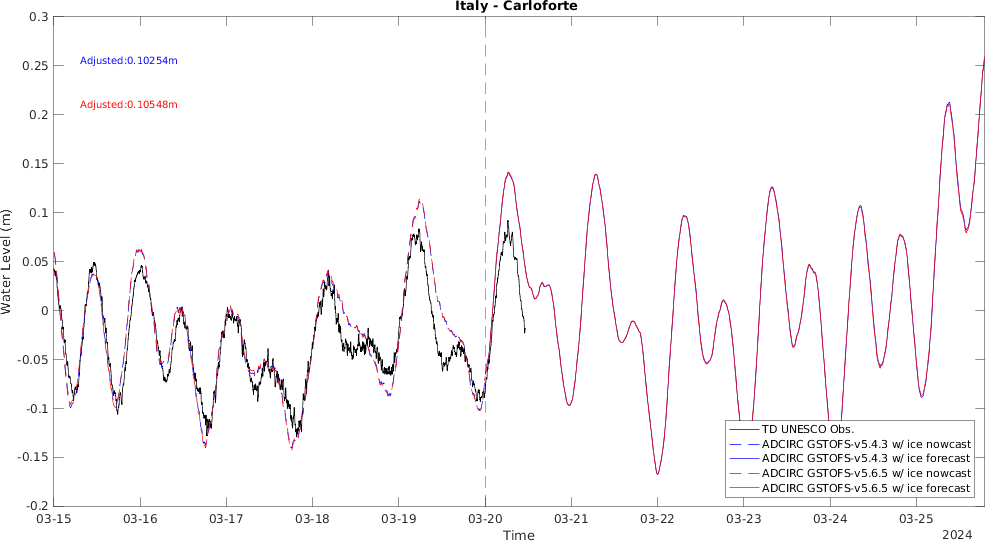 Italy - Carloforte
0.3
0.25
0.2
0.15
0.1
0.05
0
-0.05
-0.1
-0.15
-0.2
Water Level (m)
Adjusted:0.10254m
Adjusted:0.10548m
TD UNESCO Obs.
ADCIRC GSTOFS-v5.4.3 w/ ice nowcast
ADCIRC GSTOFS-v5.4.3 w/ ice forecast
ADCIRC GSTOFS-v5.6.5 w/ ice nowcast
ADCIRC GSTOFS-v5.6.5 w/ ice forecast
03-15 03-16 03-17 03-18 03-19 03-20 03-21 03-22 03-23 03-24 03-25
Time
2024